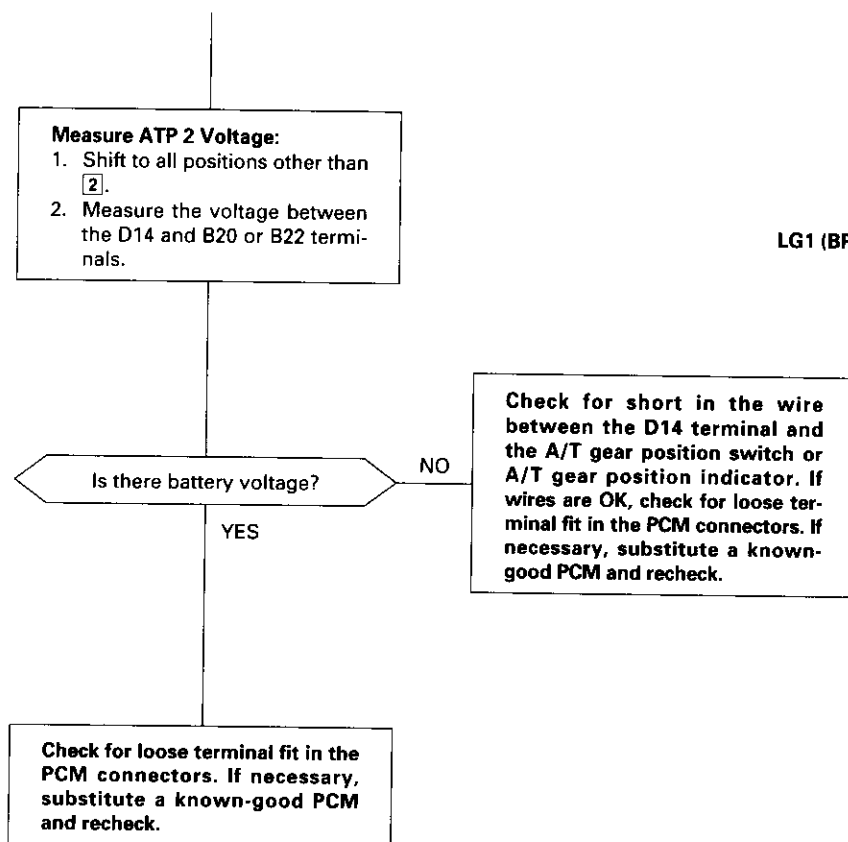 Measure ATP 2 Voltage:
1. Shift to all positions other than
2.
2. Measure the voltage between
the D14 and B20 or B22 termi-
nals.
LG1 (BF
Is there battery voltage?
NO
YES
Check for short in the wire
between the D14 terminal and
the A/T gear position switch or
A/T gear position indicator. If
wires are OK, check for loose ter-
minal fit in the PCM connectors. If
necessary, substitute a known-
good PCM and recheck.
Check for loose terminal fit in the
PCM connectors. If necessary,
substitute a known-good PCM
and recheck.